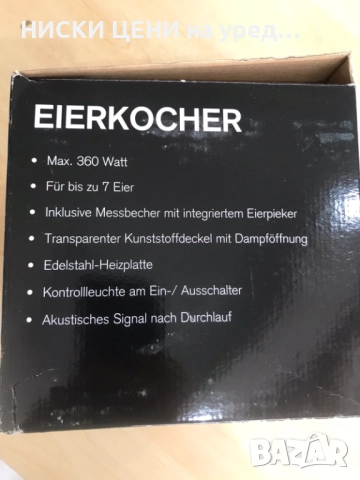 НИСКИ ЦЕНИ на уред...
EIERKOCHER
• Max. 360 Watt
• Für bis zu 7 Eier
• Inklusive Messbecher mit integriertem Eierpieker
• Transparenter Kunststoffdeckel mit Dampföffnung
• Edelstahl-Heizplatte
• Kontrollleuchte am Ein-/ Ausschalter
• Akustisches Signal nach Durchlauf
BAZAR